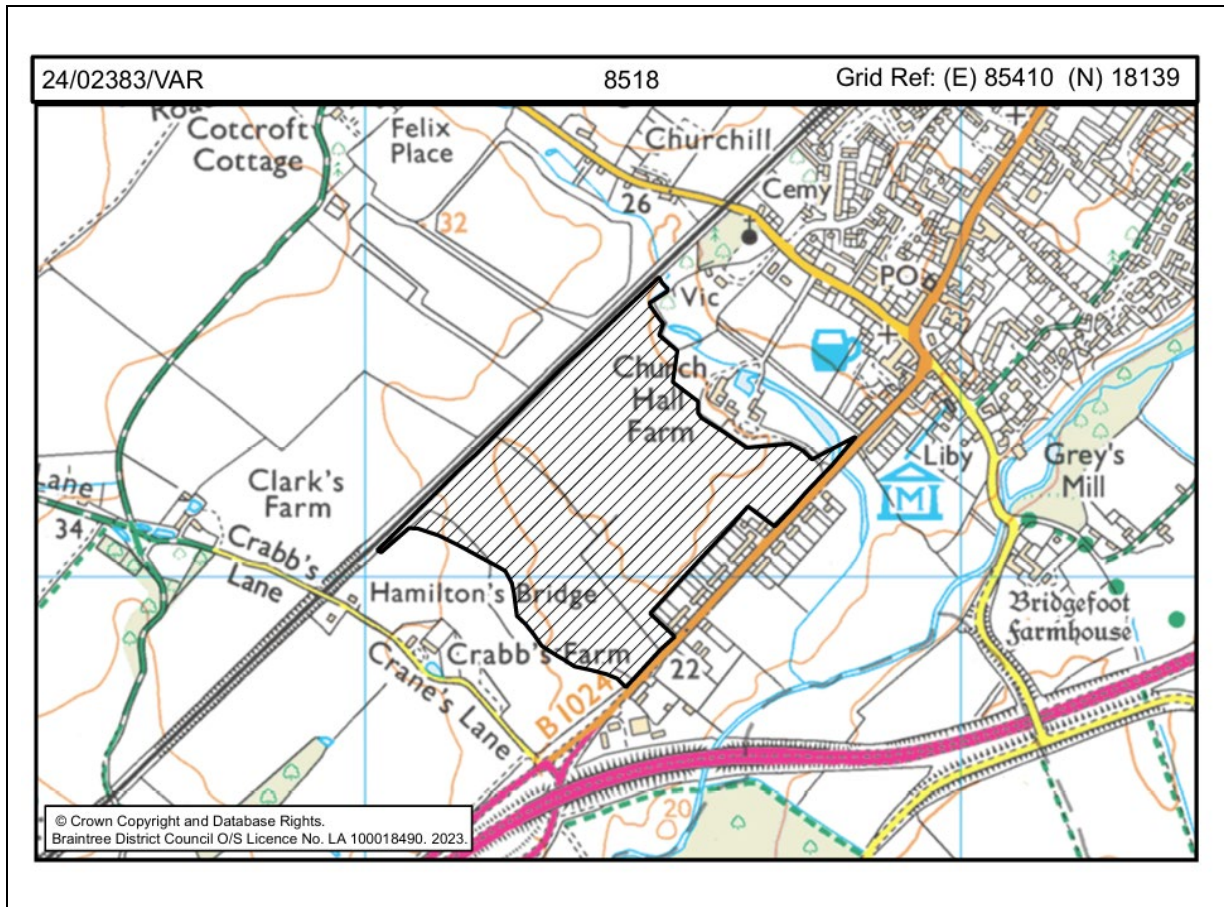 24/02383/VAR 8518 Grid Ref: (E) 85410 (N) 18139
Cotcroft
Cottage
Felix
Place
Churchill
Cemy
26
32
PO
Vic
Church
Hall
Farm
Liby
M
Grey's
Mill
Clark's
Farm
Lane
34
Crabb's
Lane
Hamilton's Bridge
Crabb's Farm
Crane's Lane
22
B 1024
Bridgefoot
Farmhouse
20
© Crown Copyright and Database Rights.
Braintree District Council O/S Licence No. LA 100018490. 2023.